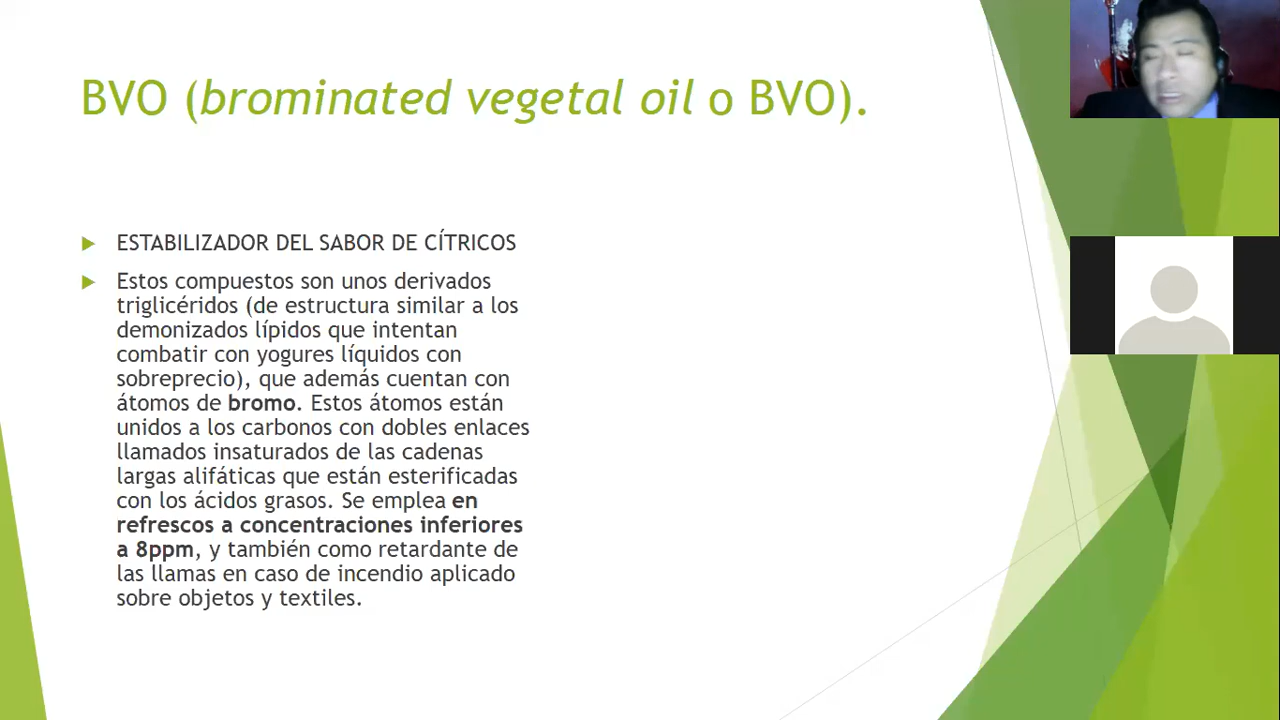 BVO (brominated vegetal oil o BVO).
ESTABILIZADOR DEL SABOR DE CÍTRICOS
Estos compuestos son unos derivados
triglicéridos (de estructura similar a los
demonizados lípidos que intentan
combatir con yogures líquidos con
sobreprecio), que además cuentan con
átomos de bromo. Estos átomos están
unidos a los carbonos con dobles enlaces
llamados insaturados de las cadenas
largas alifáticas que están esterificadas
con los ácidos grasos. Se emplea en
refrescos a concentraciones inferiores
a 8ppm, y también como retardante de
las llamas en caso de incendio aplicado
sobre objetos y textiles.